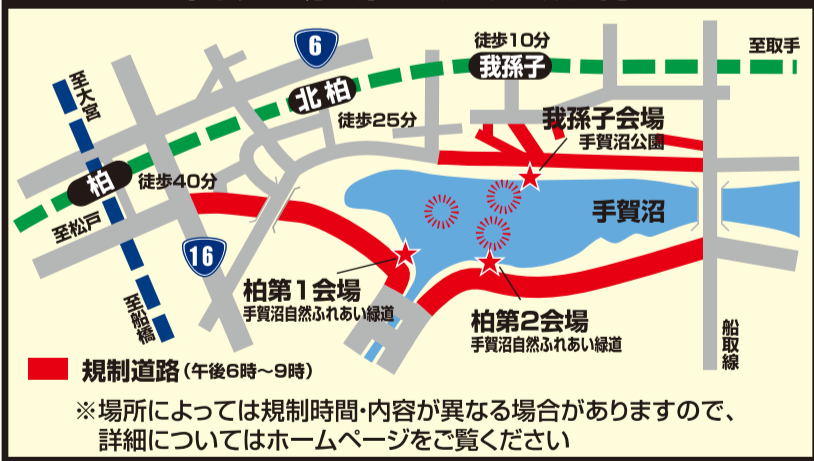 6
徒歩10分
至取手
我孫子
至大宮
北柏
徒歩25分
我孫子会場
手賀沼公園
柏
徒歩40分
手賀沼
至松戸
16
柏第1会場
手賀沼自然ふれあい緑道
至船橋
柏第2会場
手賀沼自然ふれあい緑道
船取線
規制道路(午後6時～9時)
※場所によっては規制時間・内容が異なる場合がありますので、
詳細についてはホームページをご覧ください